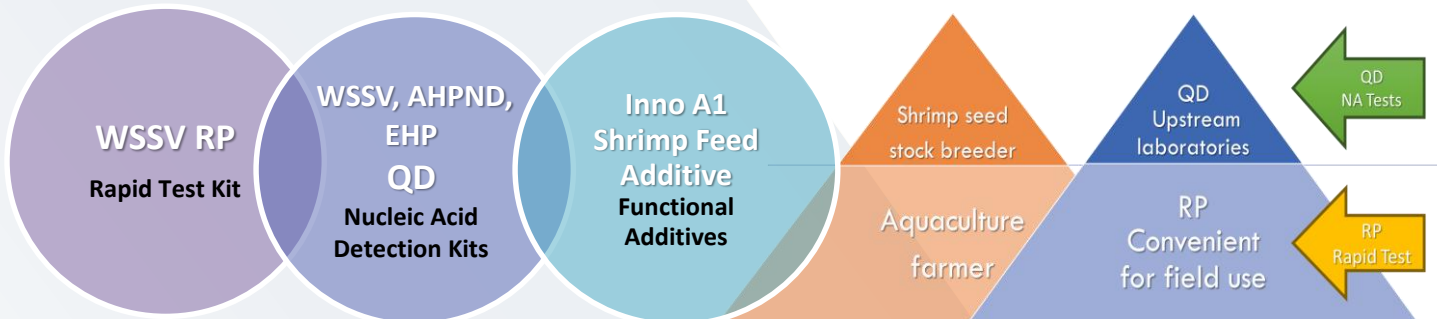 WSSV RP
Rapid Test Kit
WSSV, AHPND,
EHP
QD
Nucleic Acid
Detection Kits
Inno A1
Shrimp Feed
Additive
Functional
Additives
Shrimp seed
stock breeder
Aquaculture
farmer
QD
Upstream
laboratories
RP
Convenient
for field use
QD
NA Tests
RP
Rapid Test